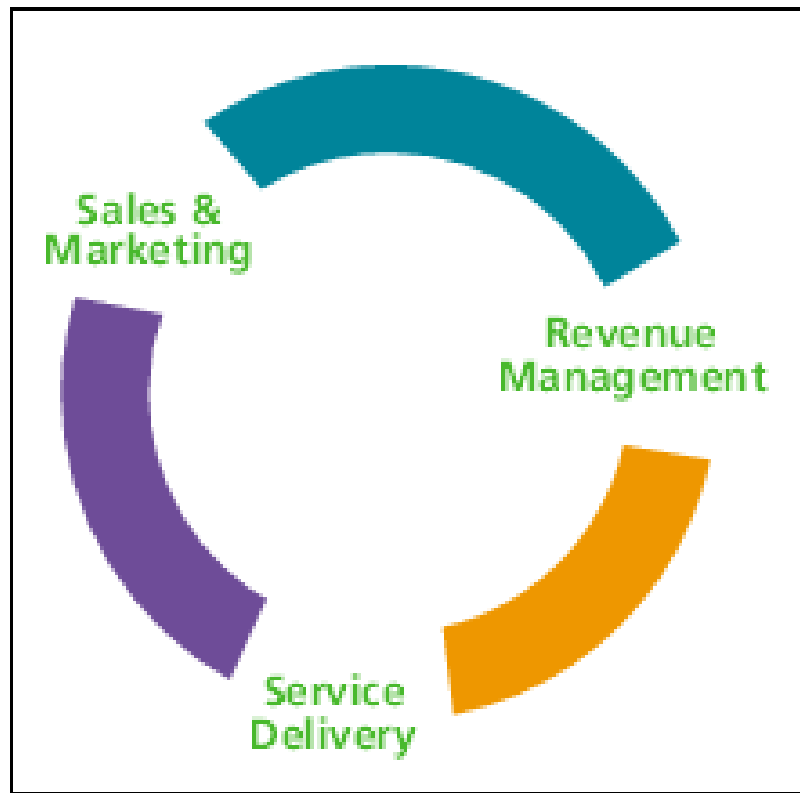 Sales &
Marketing
Revenue
Management
Service
Delivery